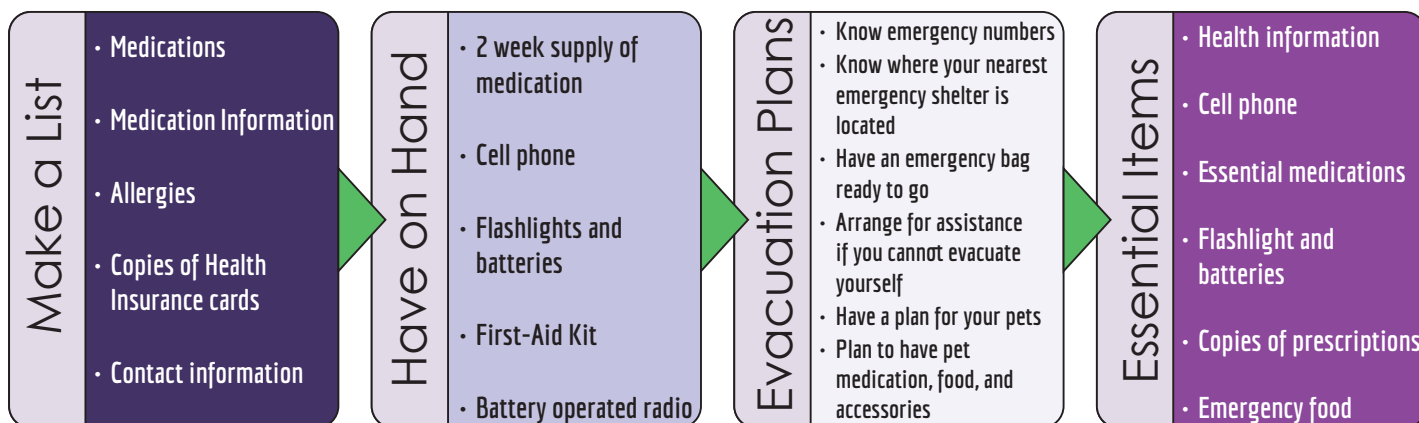 Make a List
• Medications
• Medication Information
• Allergies
• Copies of Health
Insurance cards
• Contact information
Have on Hand
• 2 week supply of
medication
• Cell phone
• Flashlights and
batteries
• First-Aid Kit
• Battery operated radio
Evacuation Plans
• Know emergency numbers
• Know where your nearest
emergency shelter is
located
• Have an emergency bag
ready to go
• Arrange for assistance
if you cannot evacuate
yourself
• Have a plan for your pets
• Plan to have pet
medication, food, and
accessories
Essential Items
• Health information
• Cell phone
• Essential medications
• Flashlight and
batteries
• Copies of prescriptions
• Emergency food